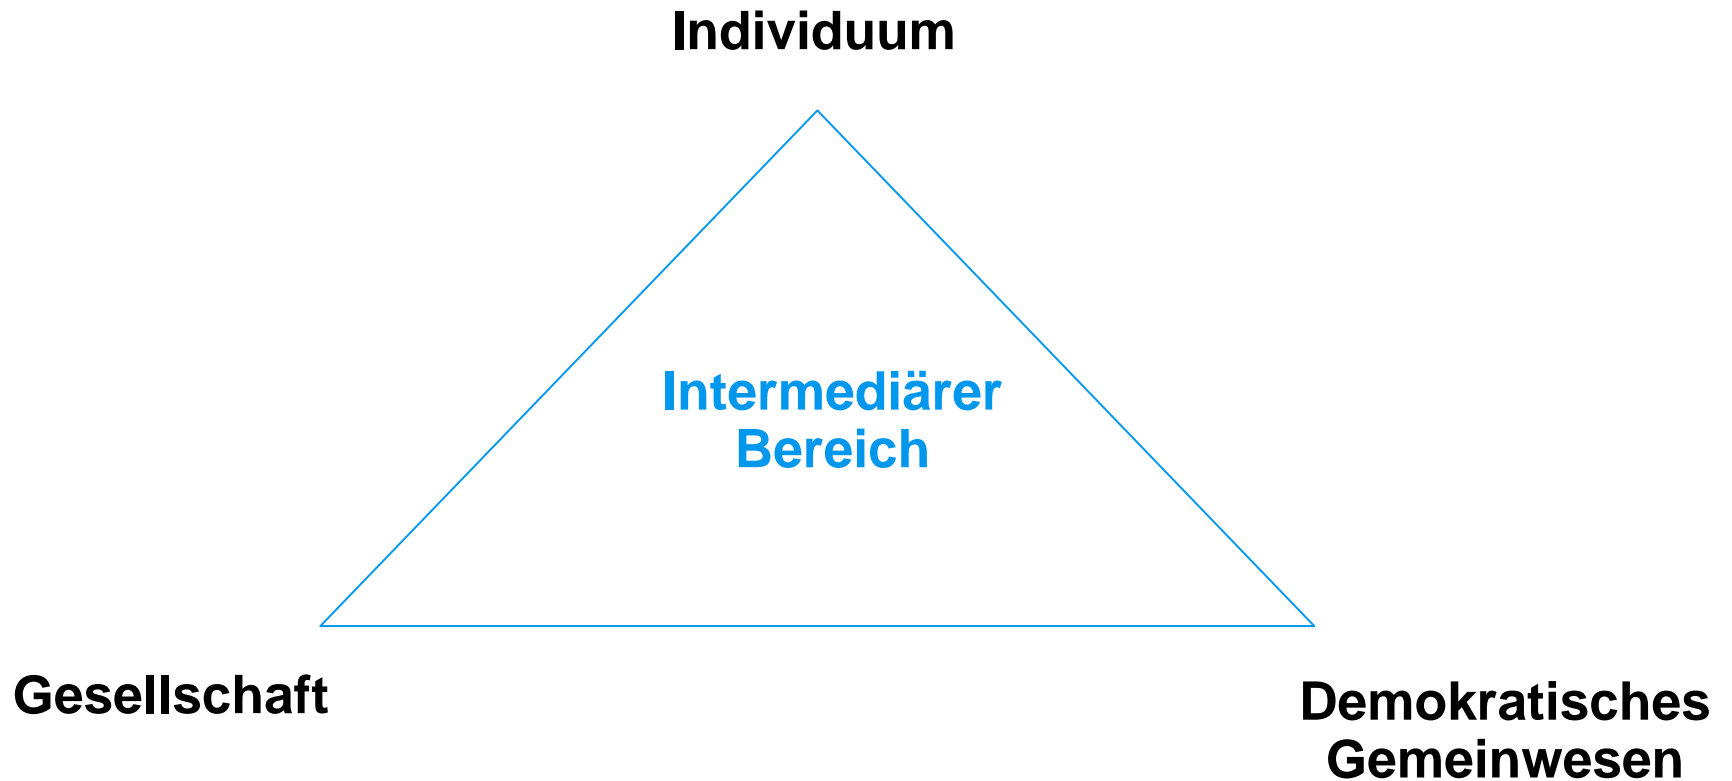 Individuum
Intermediärer
Bereich
Gesellschaft
Demokratisches
Gemeinwesen